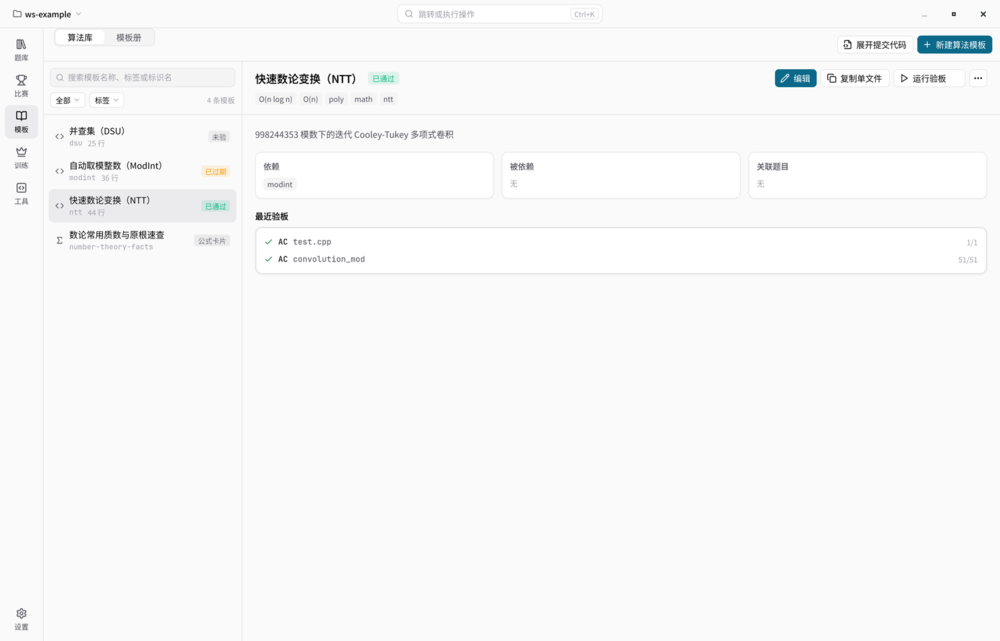 ws-example
跳转或执行操作
Ctrl+K
题库
比赛
模板
训练
工具
设置
算法库
模板册
展开提交代码
新建算法模板
搜索模板名称、标签或标识名
全部
标签
4 条模板
并查集（DSU）
dsu 25 行
未验
自动取模整数（ModInt）
modint 36 行
已过期
快速数论变换（NTT）
ntt 44 行
已通过
数论常用质数与原根速查
number-theory-facts
公式卡片
快速数论变换（NTT）
已通过
编辑
复制单文件
运行验板
O(n log n)
O(n)
poly
math
ntt
998244353 模数下的迭代 Cooley-Tukey 多项式卷积
依赖
modint
被依赖
无
关联题目
无
最近验板
AC test.cpp
1/1
AC convolution_mod
51/51